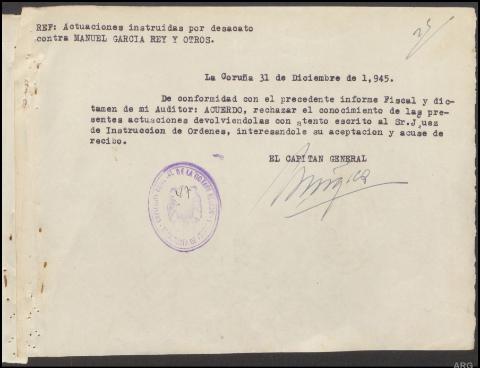 REF: Actuaciones instruidas por desacato
contra MANUEL GARCIA REY Y OTROS.
La Coruña 31 de Diciembre de 1,945.
De conformidad con el precedente informe Fiscal y dic-
tamen de mi Auditor: ACUERDO, rechazar el conocimiento de las pre-
sentes actuaciones devolviendolas con atento escrito al Sr. Juez
de Instruccion de Ordenes, interesandole su aceptacion y acuse de
recibo.
EL CAPITAN GENERAL
ARG